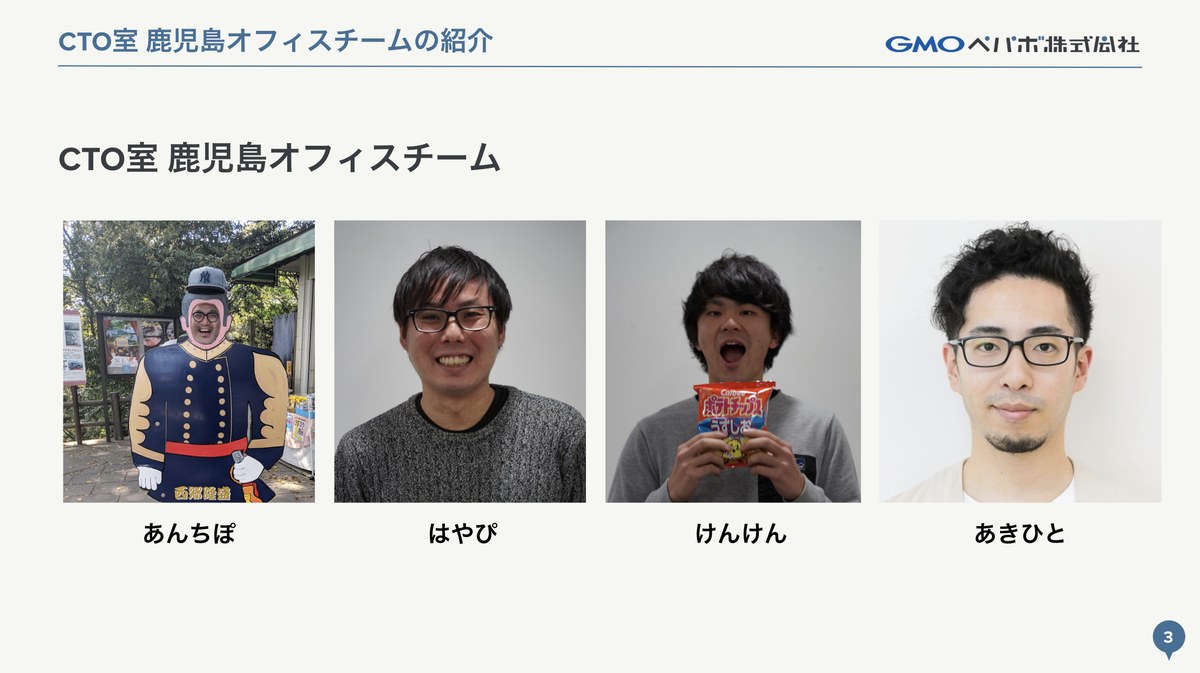 CTO室 鹿児島オフィスチームの紹介
GMOペパボ株式会社
CTO室 鹿児島オフィスチーム
NY
西郷隆盛
Calbee
ポテトチップス
うすしお
あんちぽ
はやぴ
けんけん
あきひと
3